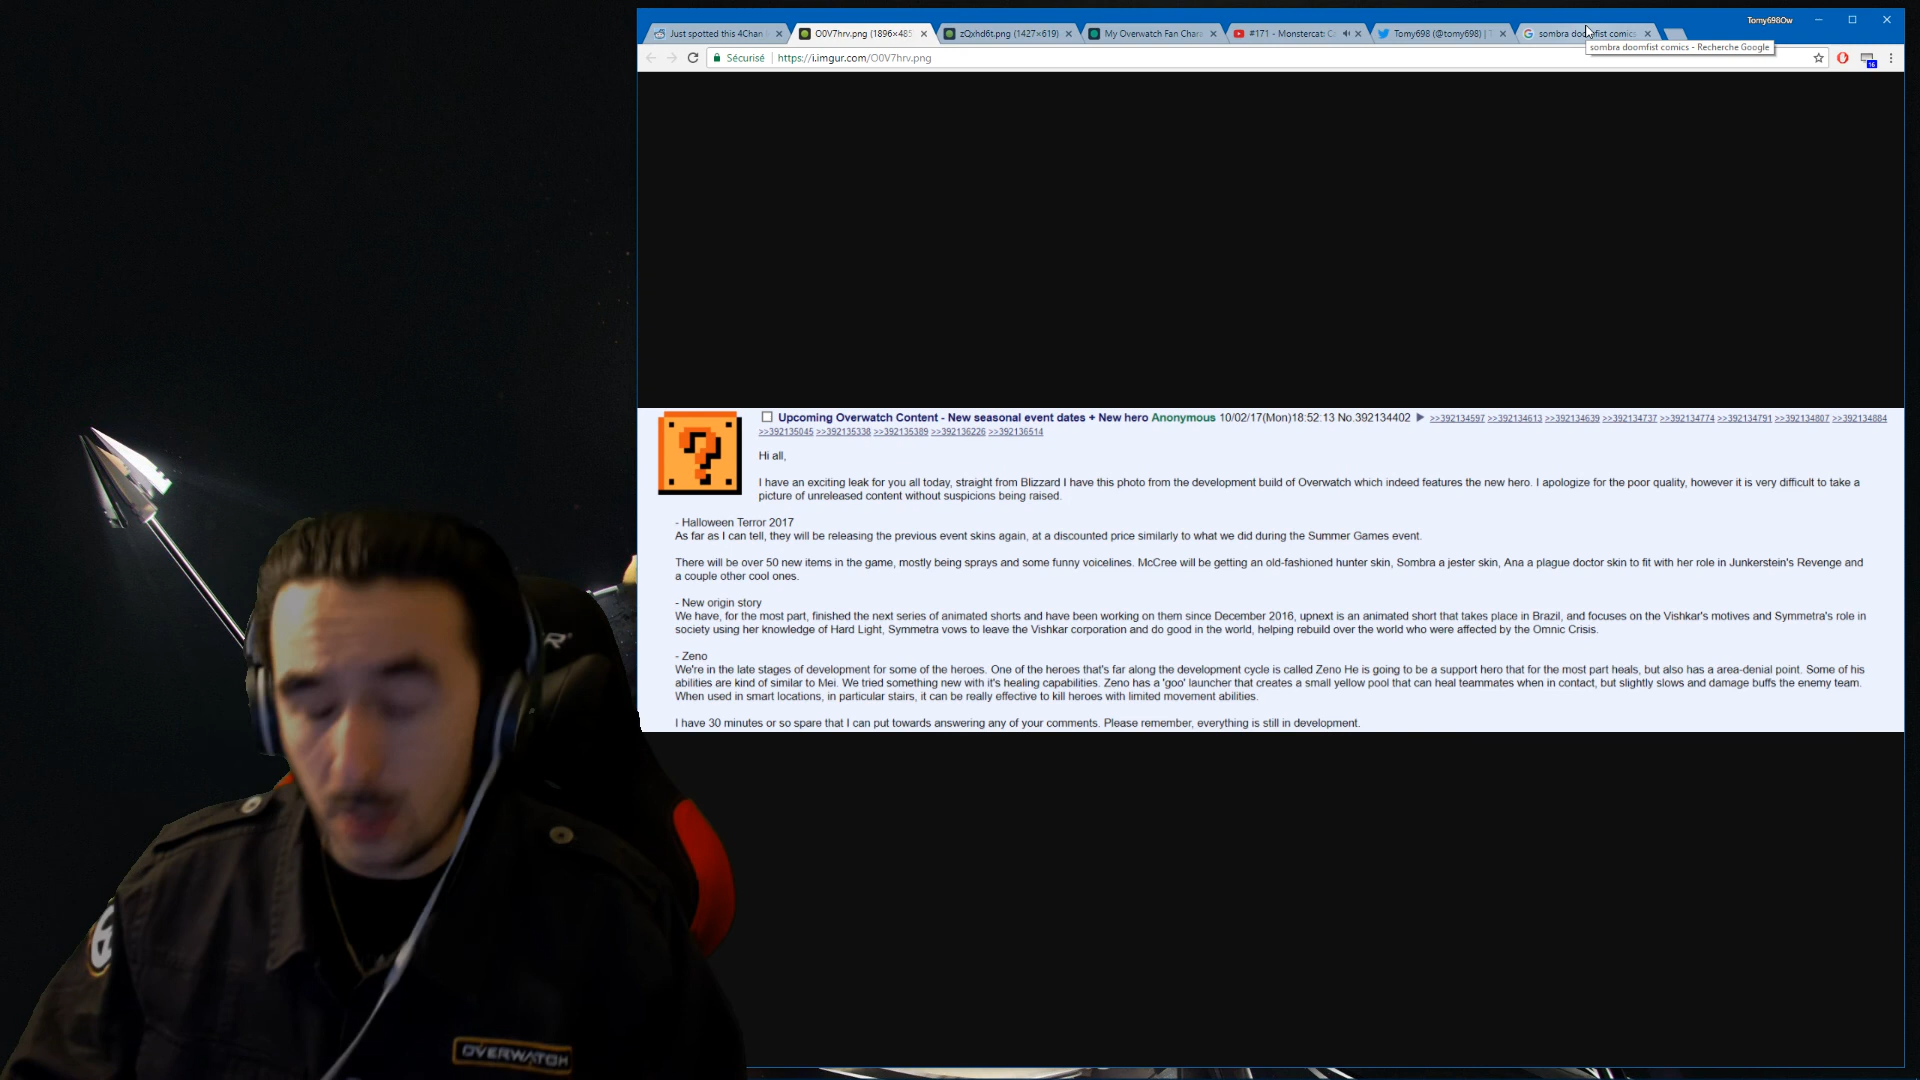 Tomy698Ow
Just spotted this 4Chan
O0V7hrv.png (1896×485
zQxhd6t.png (1427×619)
My Overwatch Fan Chara
#171 - Monstercat: C
Tomy698 (@tomy698) | T
sombra doomfist comics
sombra doomfist comics - Recherche Google
Sécurisé
https://i.imgur.com/O0V7hrv.png
16
Upcoming Overwatch Content - New seasonal event dates + New hero Anonymous 10/02/17(Mon)18:52:13 No.392134402 ▶ >>392134597 >>392134613 >>392134639 >>392134737 >>392134774 >>392134791 >>392134807 >>392134884
>>392135045 >>392135338 >>392135389 >>392136226 >>392136514
Hi all,
I have an exciting leak for you all today, straight from Blizzard I have this photo from the development build of Overwatch which indeed features the new hero. I apologize for the poor quality, however it is very difficult to take a
picture of unreleased content without suspicions being raised.
- Halloween Terror 2017
As far as I can tell, they will be releasing the previous event skins again, at a discounted price similarly to what we did during the Summer Games event.
There will be over 50 new items in the game, mostly being sprays and some funny voicelines. McCree will be getting an old-fashioned hunter skin, Sombra a jester skin, Ana a plague doctor skin to fit with her role in Junkerstein's Revenge and
a couple other cool ones.
- New origin story
We have, for the most part, finished the next series of animated shorts and have been working on them since December 2016, upnext is an animated short that takes place in Brazil, and focuses on the Vishkar's motives and Symmetra's role in
society using her knowledge of Hard Light, Symmetra vows to leave the Vishkar corporation and do good in the world, helping rebuild over the world who were affected by the Omnic Crisis.
- Zeno
We're in the late stages of development for some of the heroes. One of the heroes that's far along the development cycle is called Zeno He is going to be a support hero that for the most part heals, but also has a area-denial point. Some of his
abilities are kind of similar to Mei. We tried something new with it's healing capabilities. Zeno has a 'goo' launcher that creates a small yellow pool that can heal teammates when in contact, but slightly slows and damage buffs the enemy team.
When used in smart locations, in particular stairs, it can be really effective to kill heroes with limited movement abilities.
I have 30 minutes or so spare that I can put towards answering any of your comments. Please remember, everything is still in development.
R
OVERWATCH